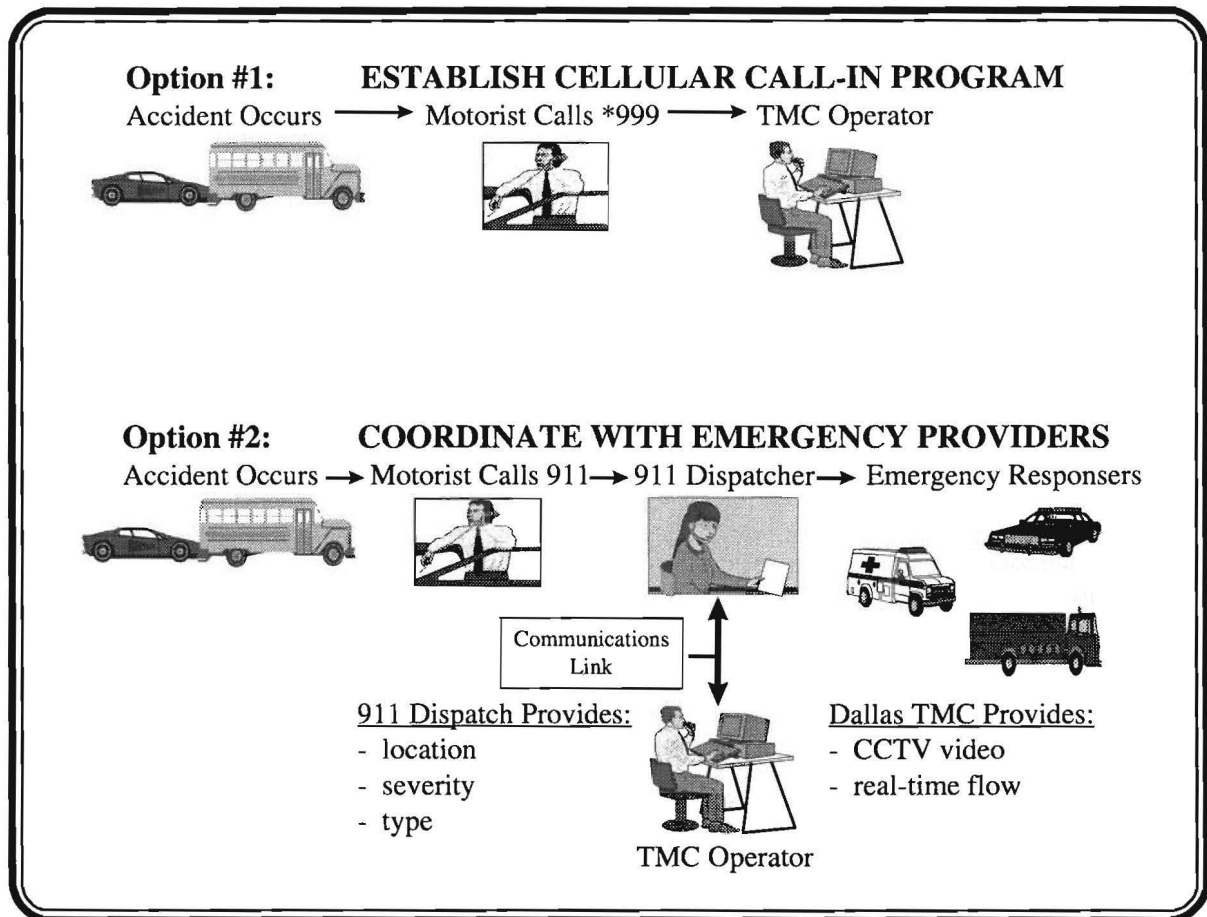 Option #1: ESTABLISH CELLULAR CALL-IN PROGRAM
Accident Occurs Motorist Calls *999 TMC Operator
Option #2: COORDINATE WITH EMERGENCY PROVIDERS
Accident Occurs Motorist Calls 911 911 Dispatcher Emergency Responsers
Communications
Link
911 Dispatch Provides:
- location
- severity
- type
Dallas TMC Provides:
- CCTV video
- real-time flow
TMC Operator